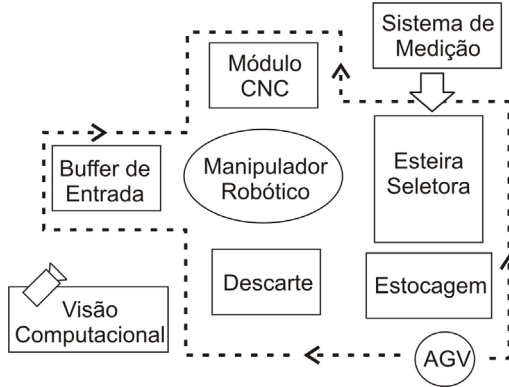 Sistema de
Medição
Módulo
CNC
Buffer de
Entrada
Manipulador
Robótico
Esteira
Seletora
Descarte
Estocagem
Visão
Computacional
AGV